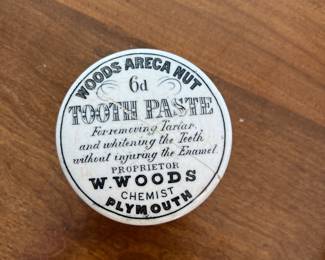 WOODS ARECA NUT
6d
TOOTH PASTE
For removing Tartar,
and whitening the Teeth
without injuring the Enamel.
PROPRIETOR
W. WOODS
CHEMIST
PLYMOUTH